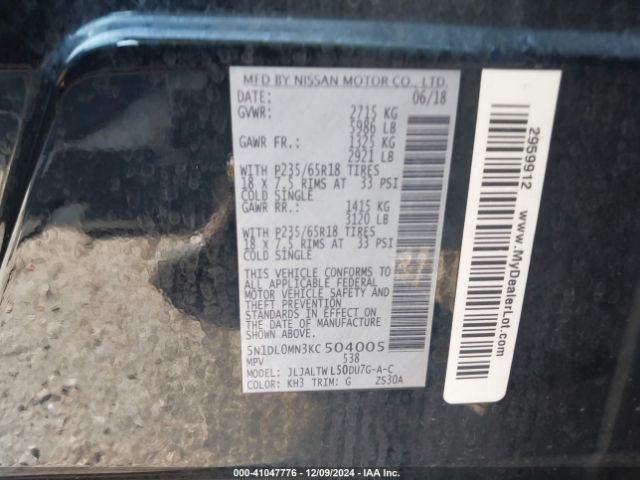 MFD BY NISSAN MOTOR CO., LTD.
DATE: 06/18
GVWR: 2715 KG
5986 LB
GAWR FR: 1325 KG
2921 LB
WITH P235/65R18 TIRES
18 X 7.5 RIMS AT 33 PSI
COLD SINGLE
GAWR RR.: 1415 KG
3120 LB
WITH P235/65R18 TIRES
18 X 7.5 RIMS AT 33 PSI
COLD SINGLE
THIS VEHICLE CONFORMS TO
ALL APPLICABLE FEDERAL
MOTOR VEHICLE SAFETY AND
THEFT PREVENTION
STANDARDS IN EFFECT ON
THE DATE OF MANUFACTURE
SHOWN ABOVE.
5N1DL0MN3KC 504005
MPV 538
MODEL: JLJALTW L50DU7G-A-C
COLOR: KH3 TRIM: G ZS30A
2959912
www.MyDealerLot.com
000-41047776 - 12/09/2024 - IAA Inc.